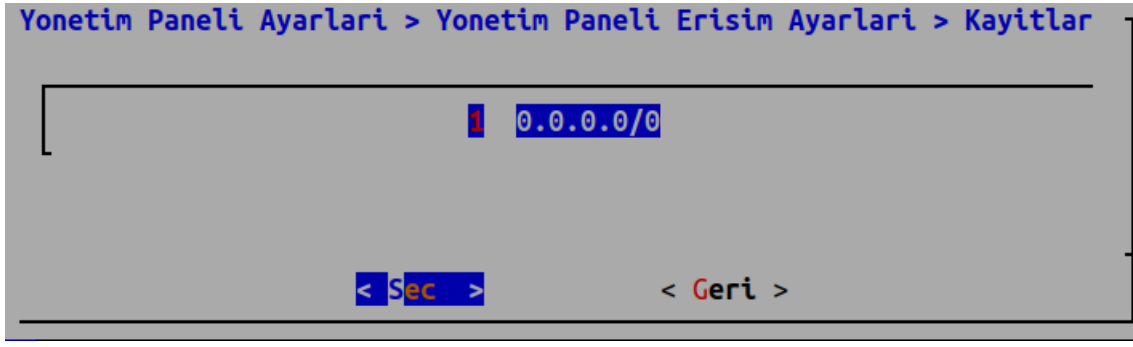 Yonetim Paneli Ayarlari > Yonetim Paneli Erisim Ayarlari > Kayitlar
1 0.0.0.0/0
< Sec > < Geri >